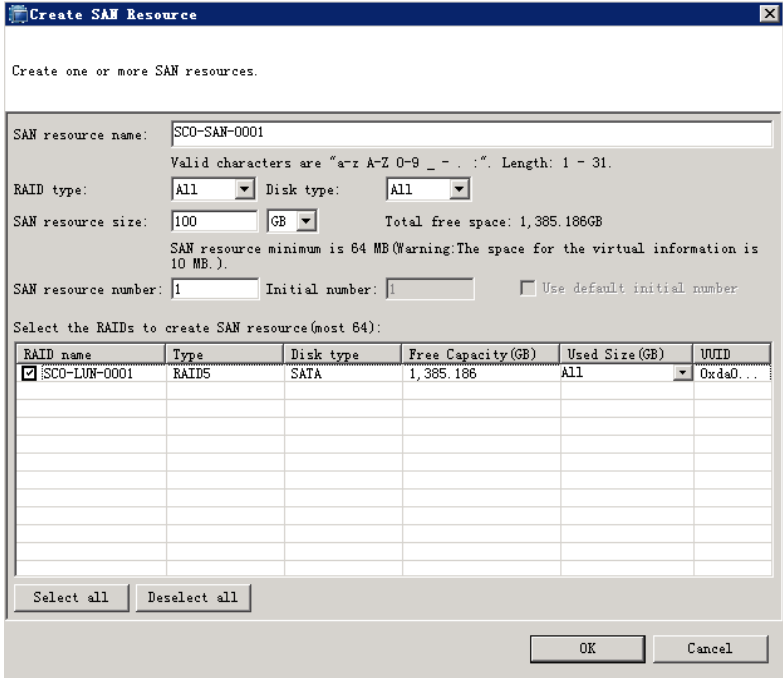 Create SAN Resource
Create one or more SAN resources.
SAN resource name: SCO-SAN-0001
Valid characters are "a-z A-Z 0-9 _ - . :". Length: 1 - 31.
RAID type: All Disk type: All
SAN resource size: 100 GB Total free space: 1,385.186GB
SAN resource minimum is 64 MB(Warning:The space for the virtual information is
10 MB.).
SAN resource number: 1 Initial number: 1 Use default initial number
Select the RAIDs to create SAN resource(most 64):
RAID name Type Disk type Free Capacity(GB) Used Size(GB) UUID
SCO-LUN-0001 RAID5 SATA 1,385.186 All 0xda0...
Select all Deselect all
OK Cancel